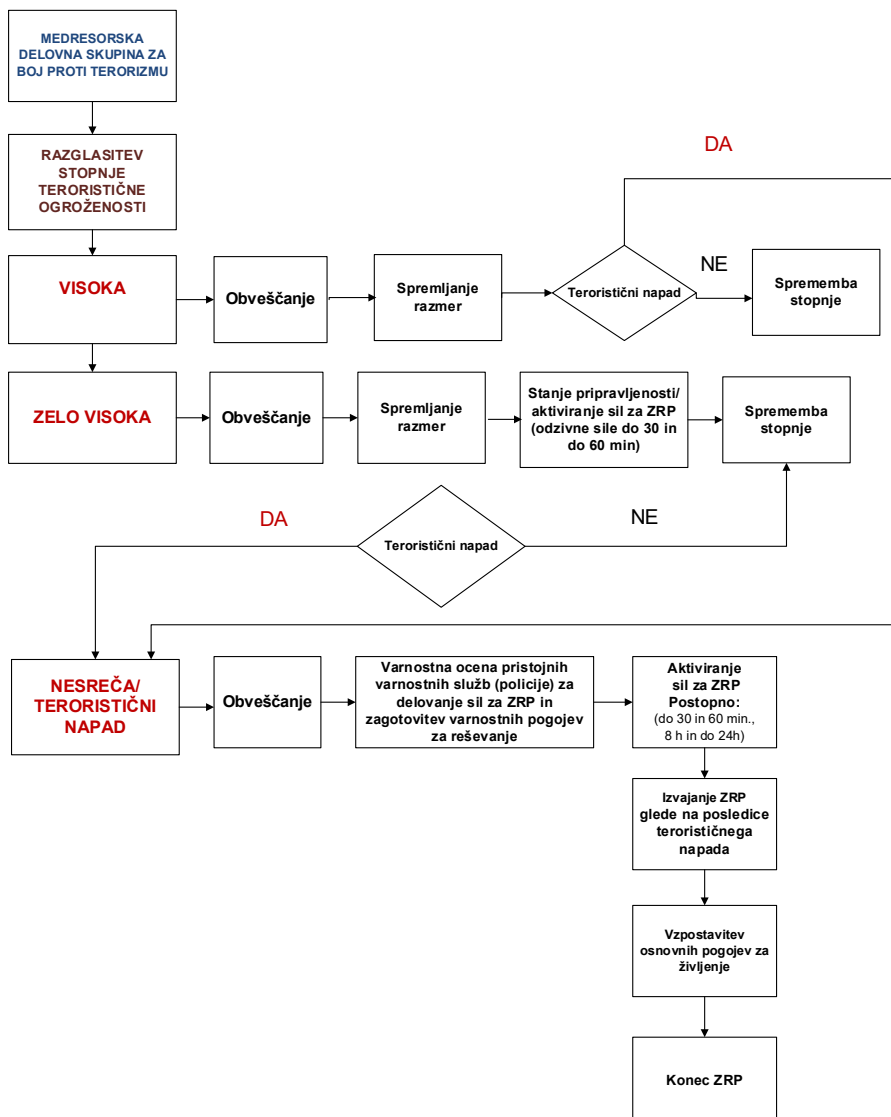 MEDRESORSKA
DELOVNA SKUPINA ZA
BOJ PROTI TERORIZMU
RAZGLASITEV
STOPNJE
TERORISTIČNE
OGROŽENOSTI
DA
VISOKA
Obveščanje
Spremljanje
razmer
Teroristični napad
NE
Sprememba
stopnje
ZELO VISOKA
Obveščanje
Spremljanje
razmer
Stanje pripravljenosti/
aktiviranje sil za ZRP
(odzivne sile do 30 in
do 60 min)
Sprememba
stopnje
DA
Teroristični napad
NE
NESREČA/
TERORISTIČNI
NAPAD
Obveščanje
Varnostna ocena pristojnih
varnostnih služb (policije) za
delovanje sil za ZRP in
zagotovitev varnostnih pogojev
za reševanje
Aktiviranje
sil za ZRP
Postopno:
(do 30 in 60 min.,
8 h in do 24h)
Izvajanje ZRP
glede na posledice
terorističnega
napada
Vzpostavitev
osnovnih pogojev za
življenje
Konec ZRP